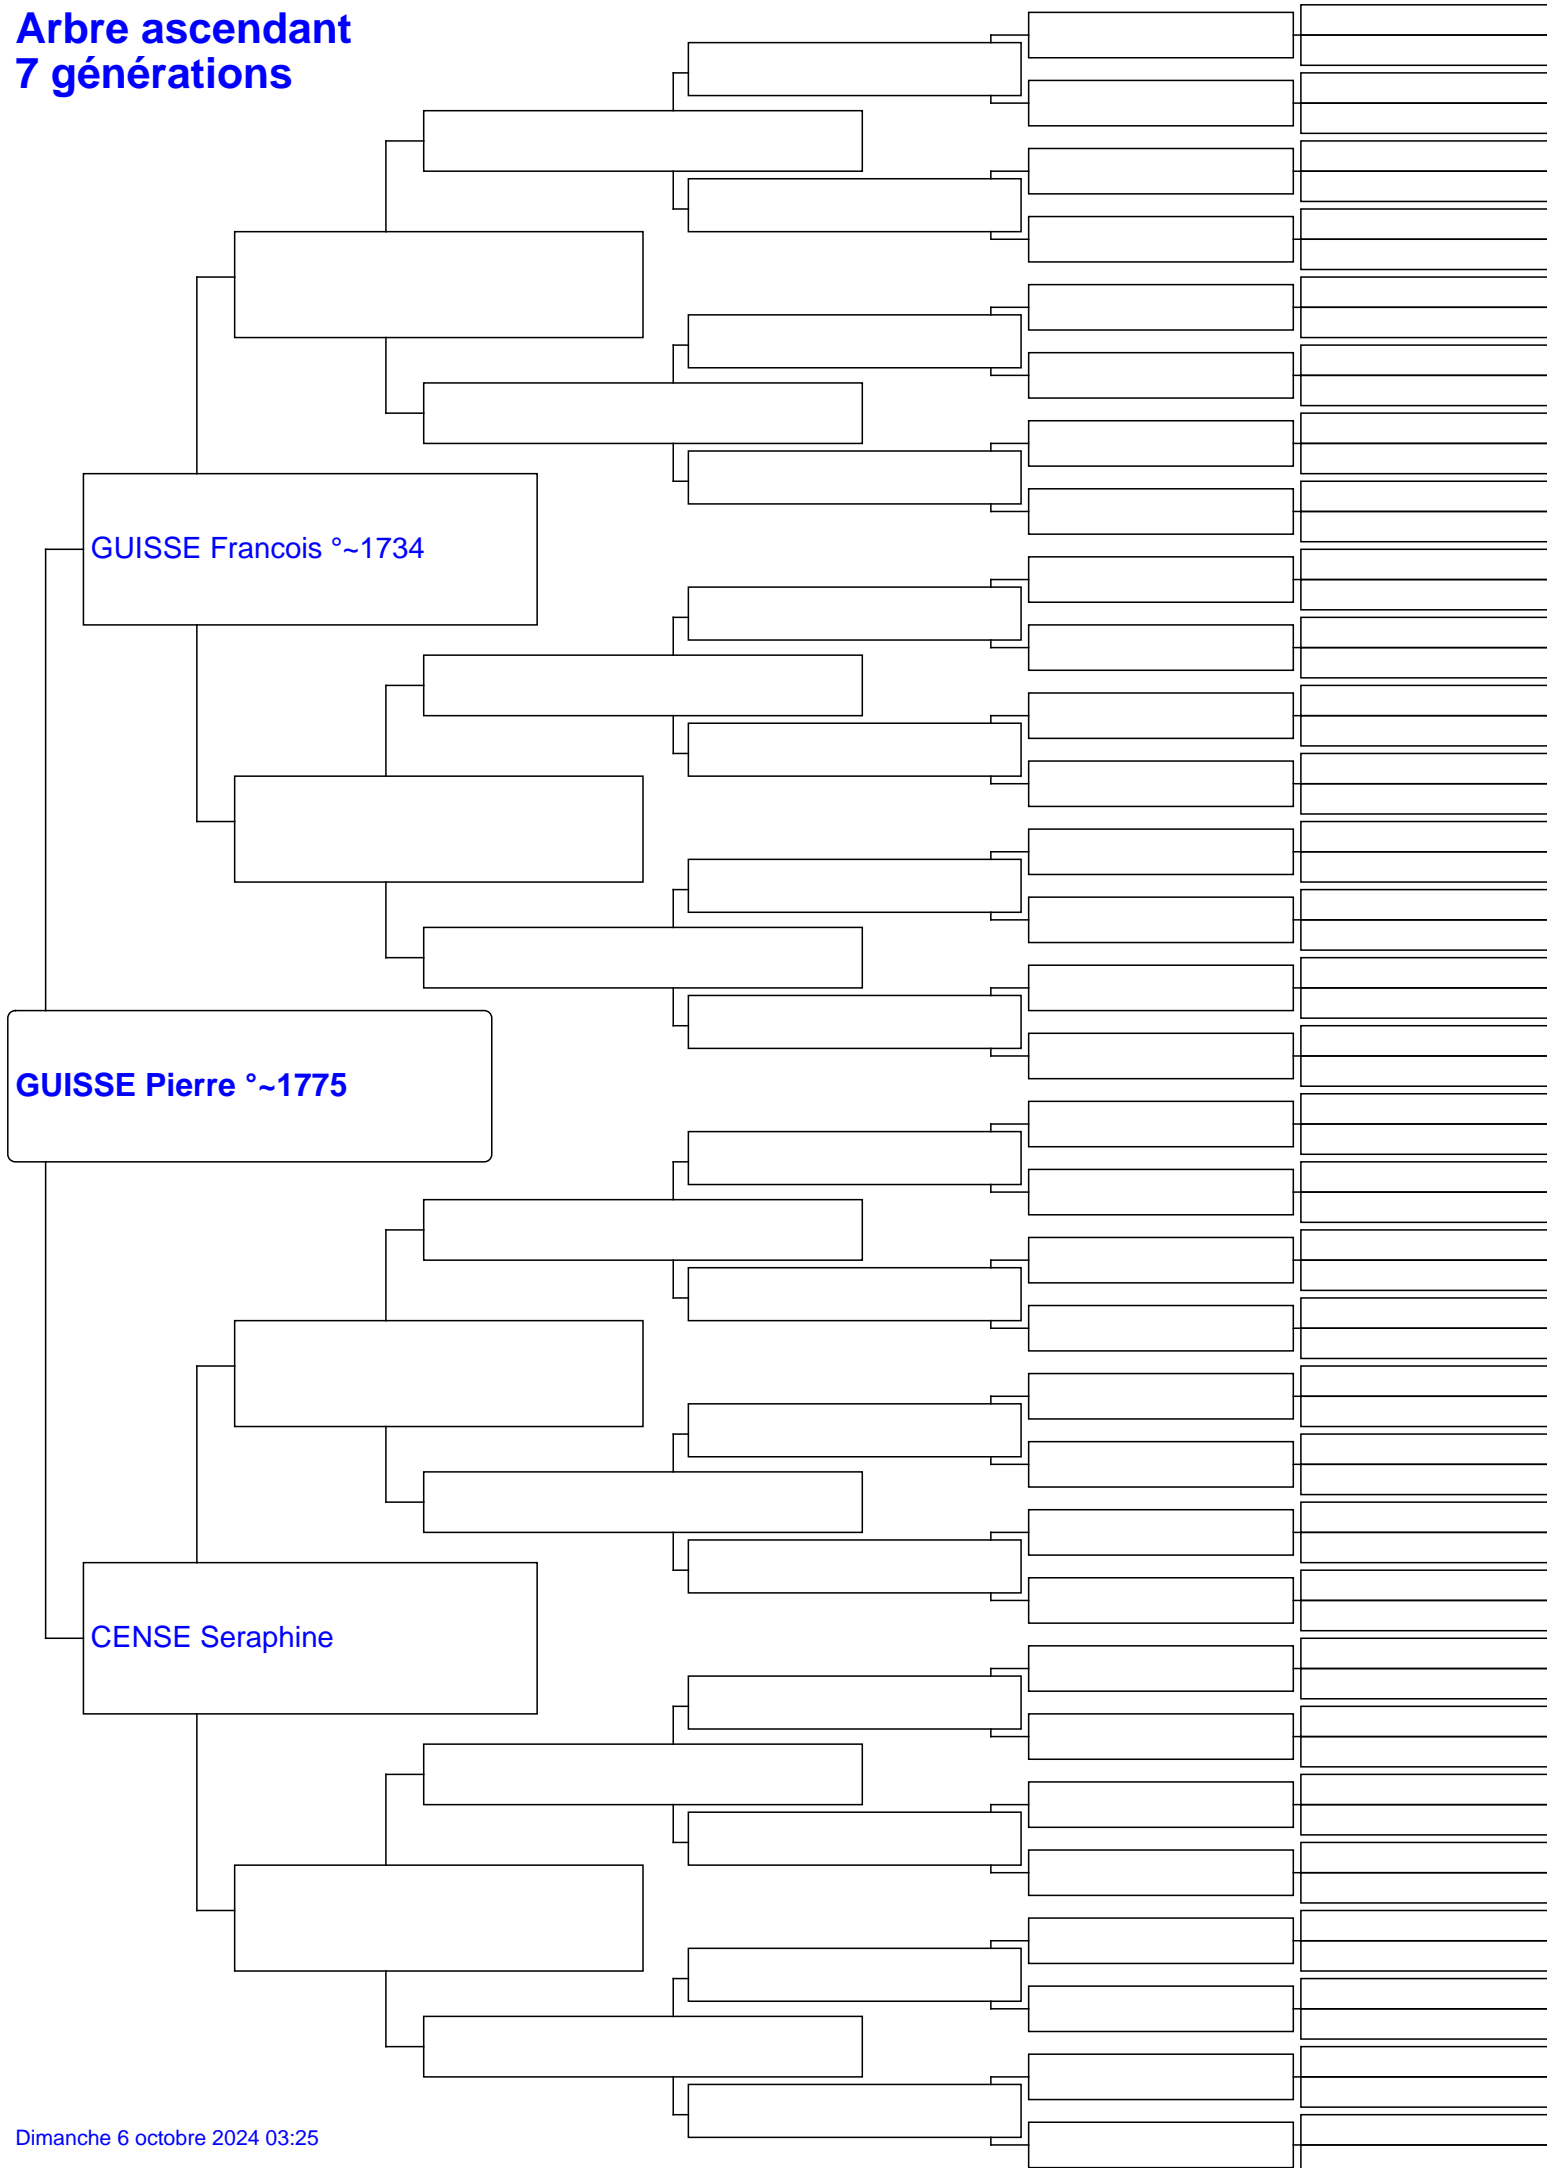 Arbre ascendant
7 générations
GUISSE Francois °~1734
GUISSE Pierre °~1775
CENSE Seraphine
Dimanche 6 octobre 2024 03:25